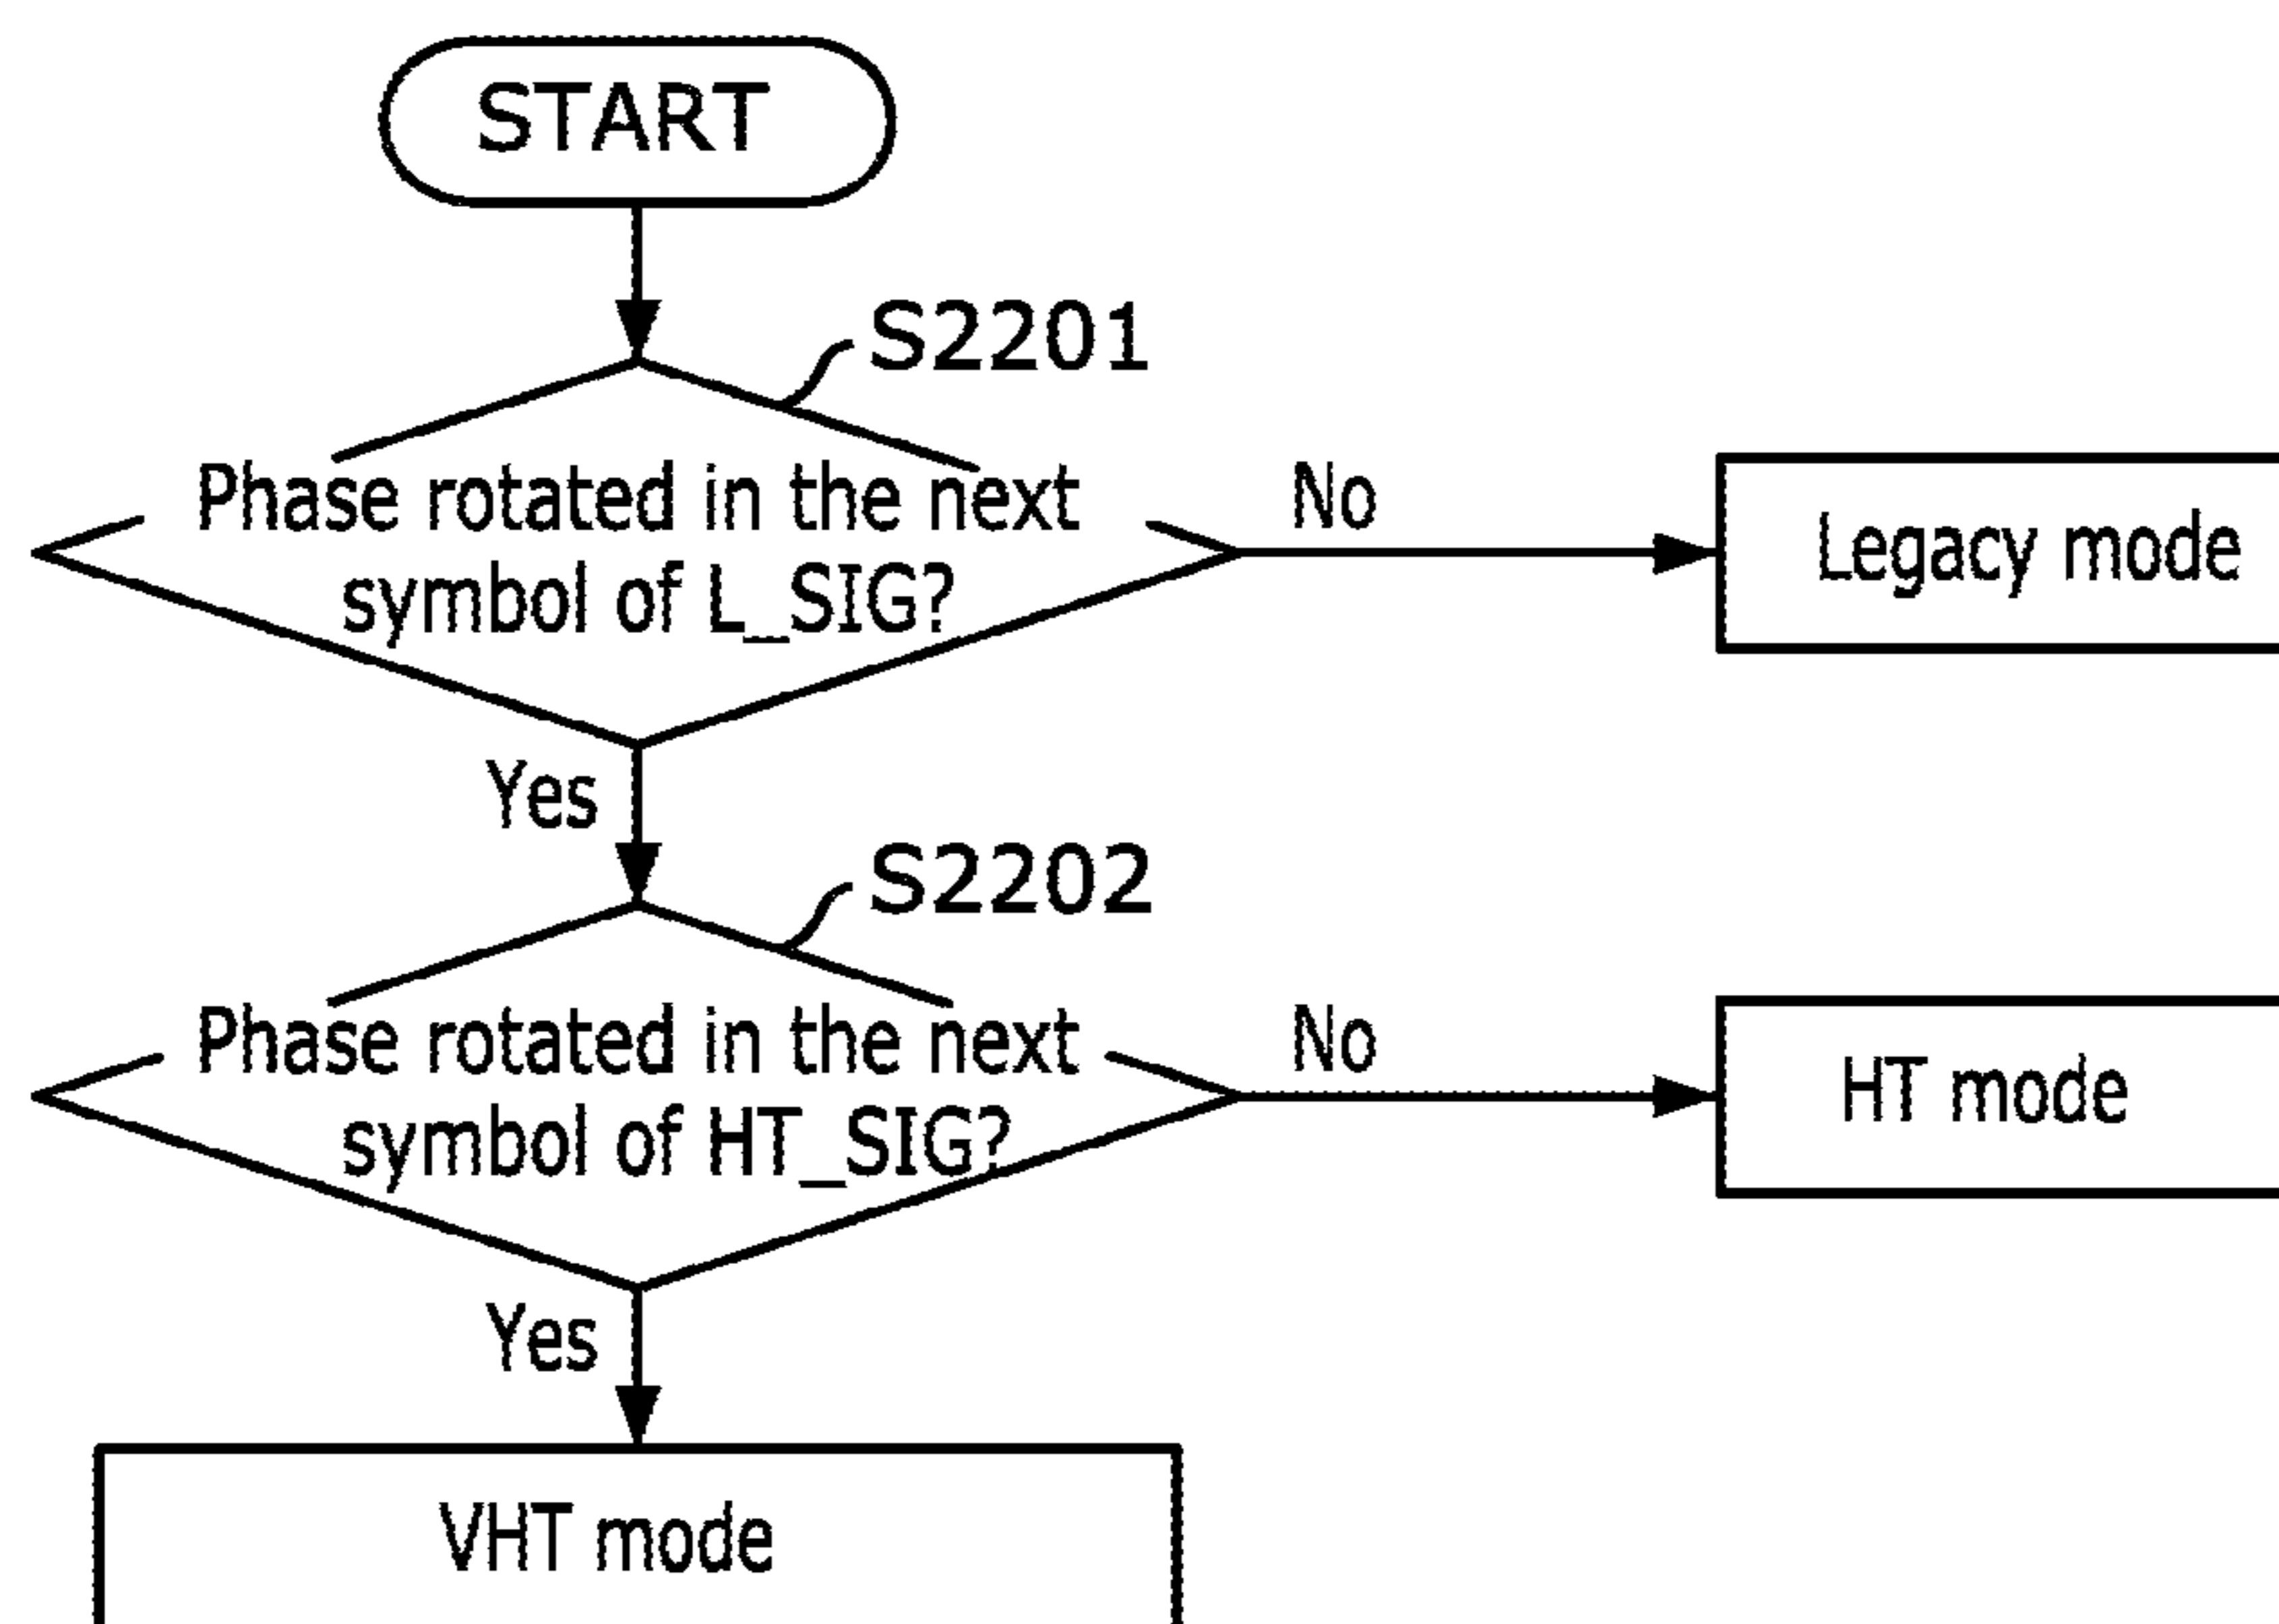 START
S2201
Phase rotated in the next
symbol of L_SIG?
No
Legacy mode
Yes
S2202
Phase rotated in the next
symbol of HT_SIG?
No
HT mode
Yes
VHT mode